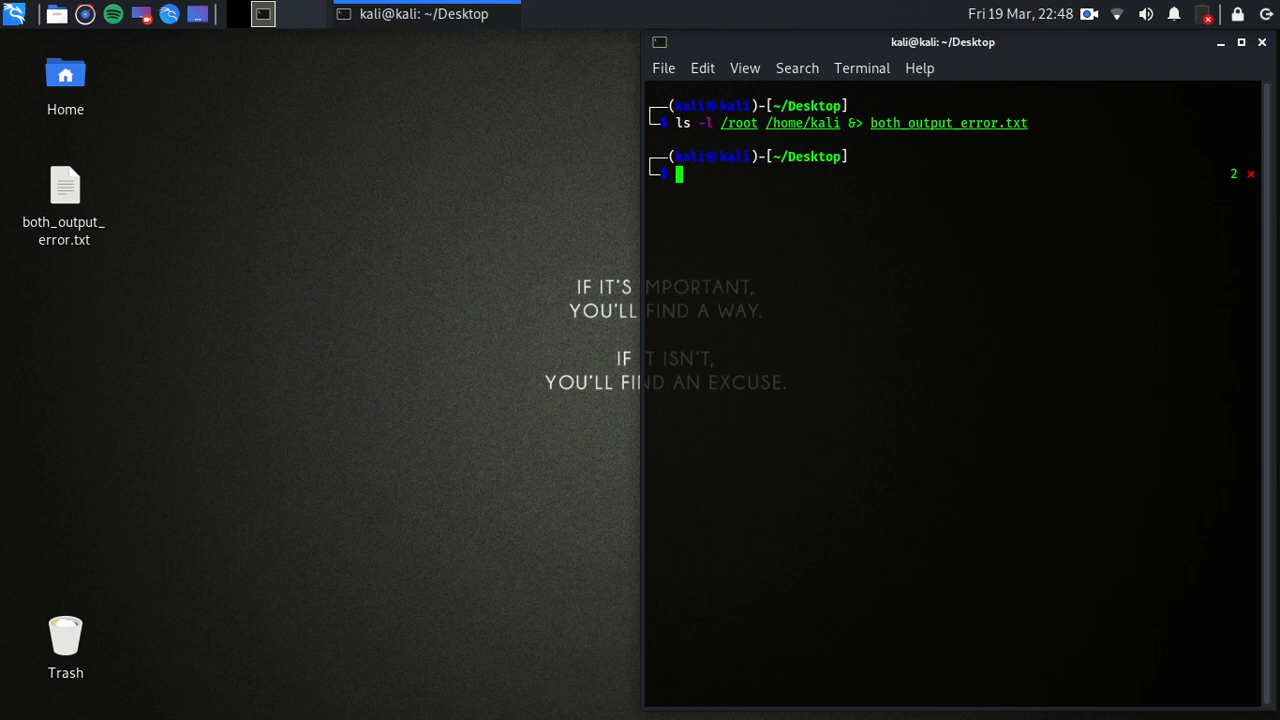 kali@kali: ~/Desktop
Fri 19 Mar, 22:48
Home
both_output_
error.txt
Trash
IF IT'S IMPORTANT,
YOU'LL FIND A WAY.
IF IT ISN'T,
YOU'LL FIND AN EXCUSE.
kali@kali: ~/Desktop
File Edit View Search Terminal Help
┌──(kali㉿kali)-[~/Desktop]
└─$ ls -l /root /home/kali &> both_output_error.txt
┌──(kali㉿kali)-[~/Desktop]
└─$ 2 ⨯